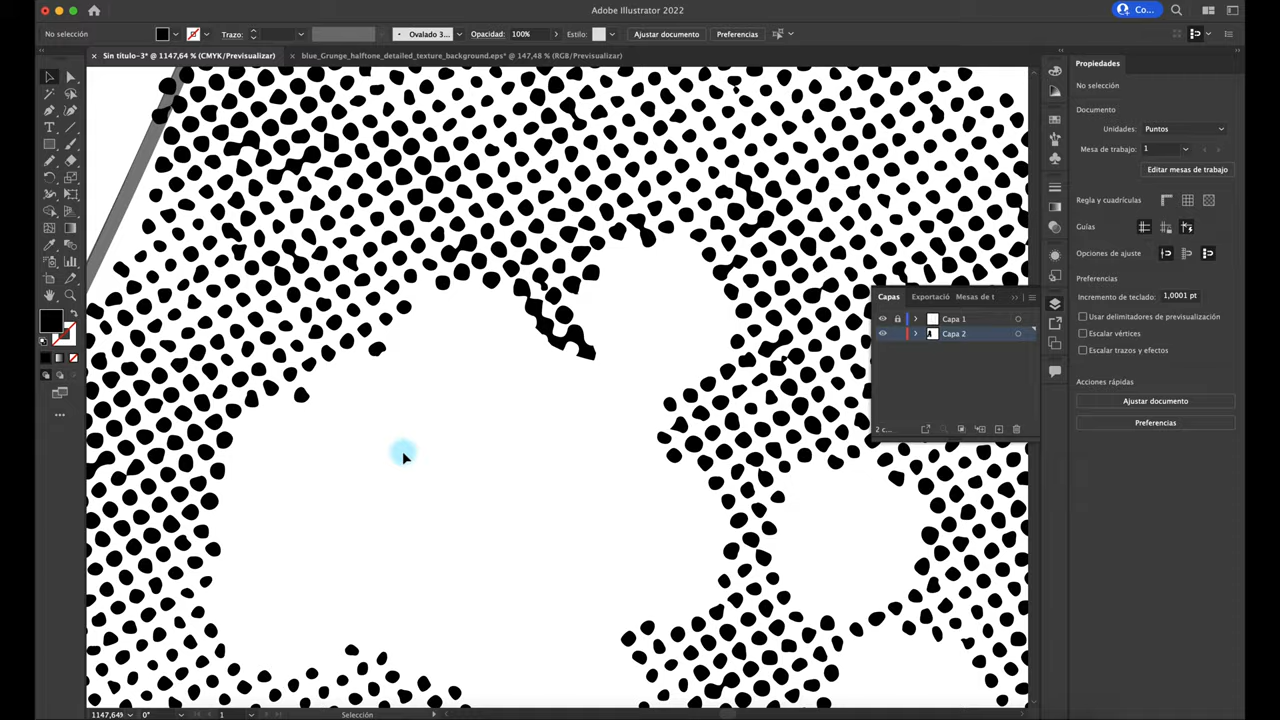 Adobe Illustrator 2022
Co...
No selección
Trazo:
Ovalado 3...
Opacidad: 100%
Estilo:
Ajustar documento
Preferencias
Sin título-3* @ 1147,64 % (CMYK/Previsualizar)
blue_Grunge_halftone_detailed_texture_background.eps* @ 147,48 % (RGB/Previsualizar)
Propiedades
No selección
Documento
Unidades: Puntos
Mesa de trabajo: 1
Editar mesas de trabajo
Regla y cuadrículas
Guías
Opciones de ajuste
Preferencias
Incremento de teclado: 1,0001 pt
Usar delimitadores de previsualización
Escalar vértices
Escalar trazos y efectos
Acciones rápidas
Ajustar documento
Preferencias
Capas Exportació Mesas de t
Capa 1
Capa 2
2 c...
0°
1
Selección